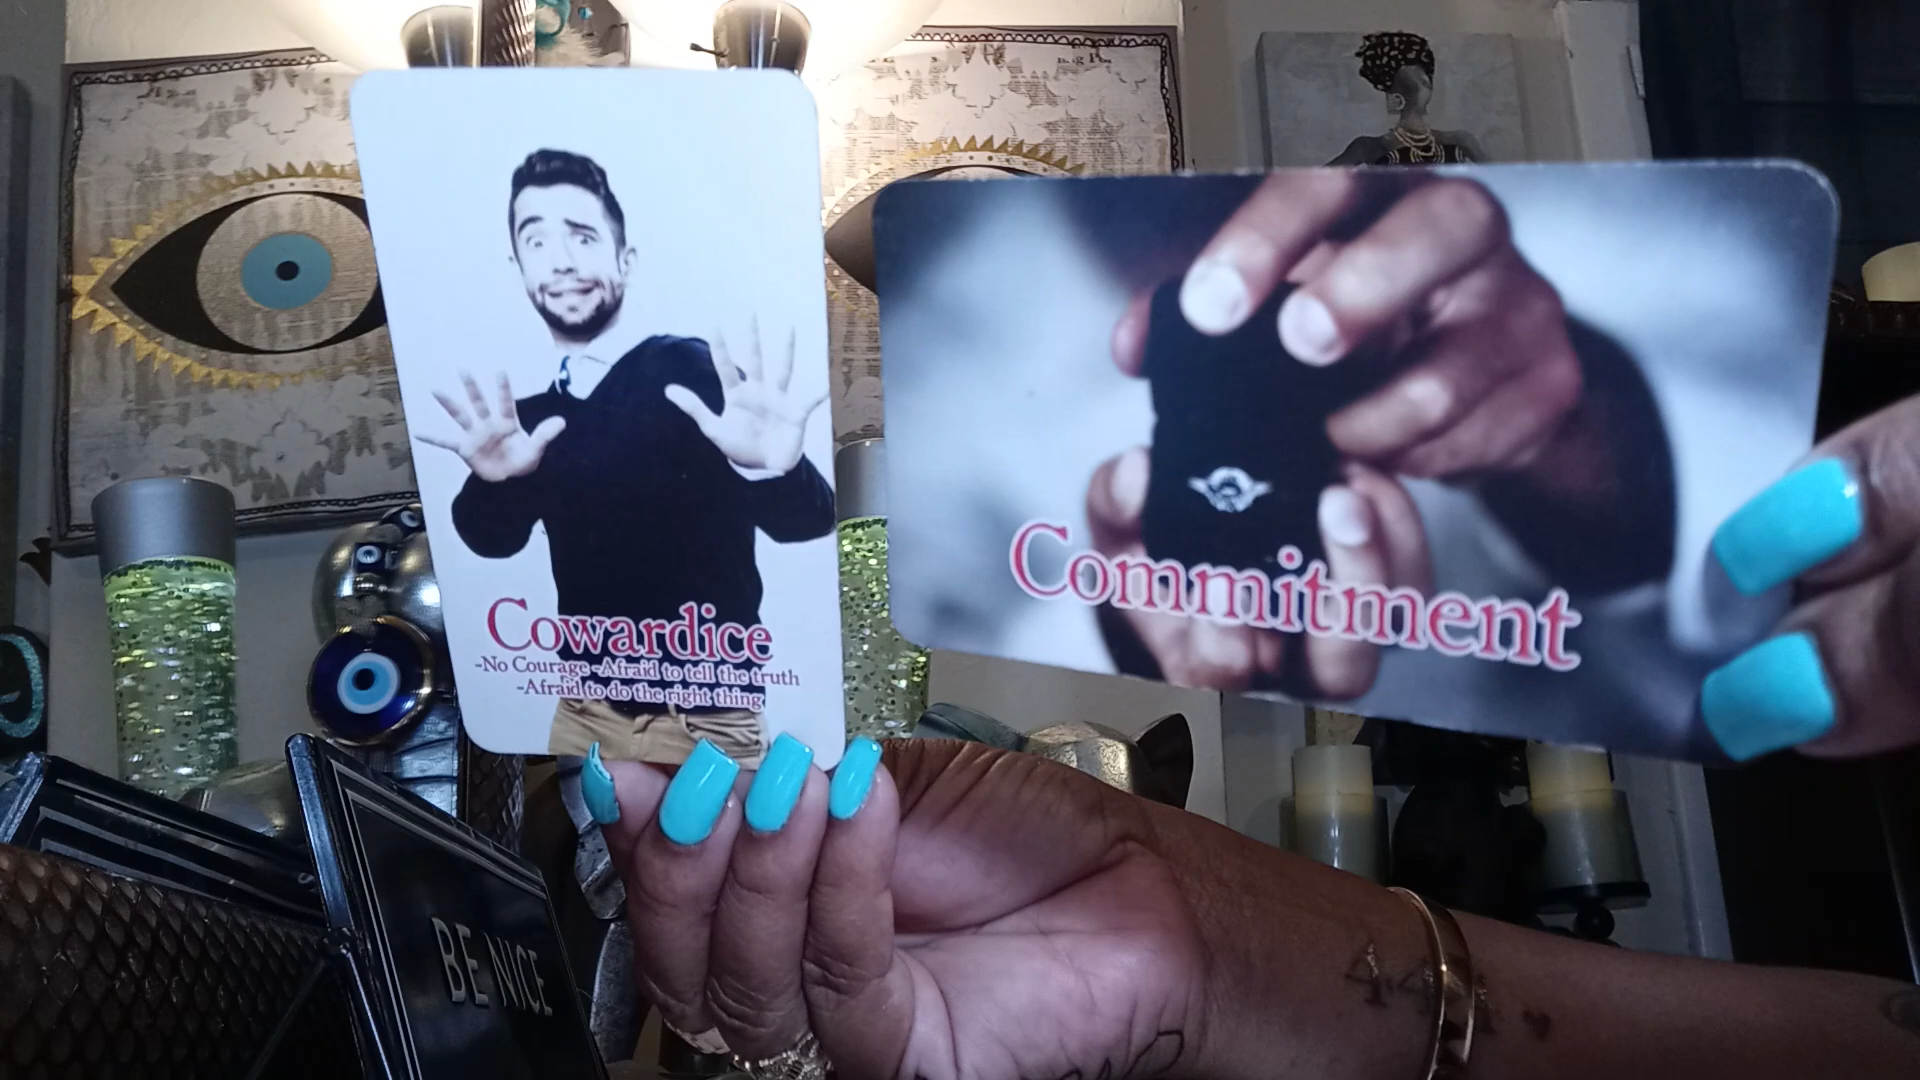 Cowardice
-No Courage -Afraid to tell the truth
-Afraid to do the right thing
Commitment
BE NICE